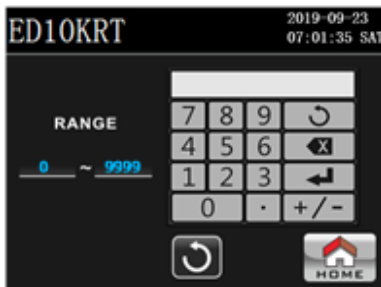 ED10KRT
2019-09-23
07:01:35 SAT
RANGE
0 ~ 9999
7 8 9
4 5 6
1 2 3
0 . +/-
HOME